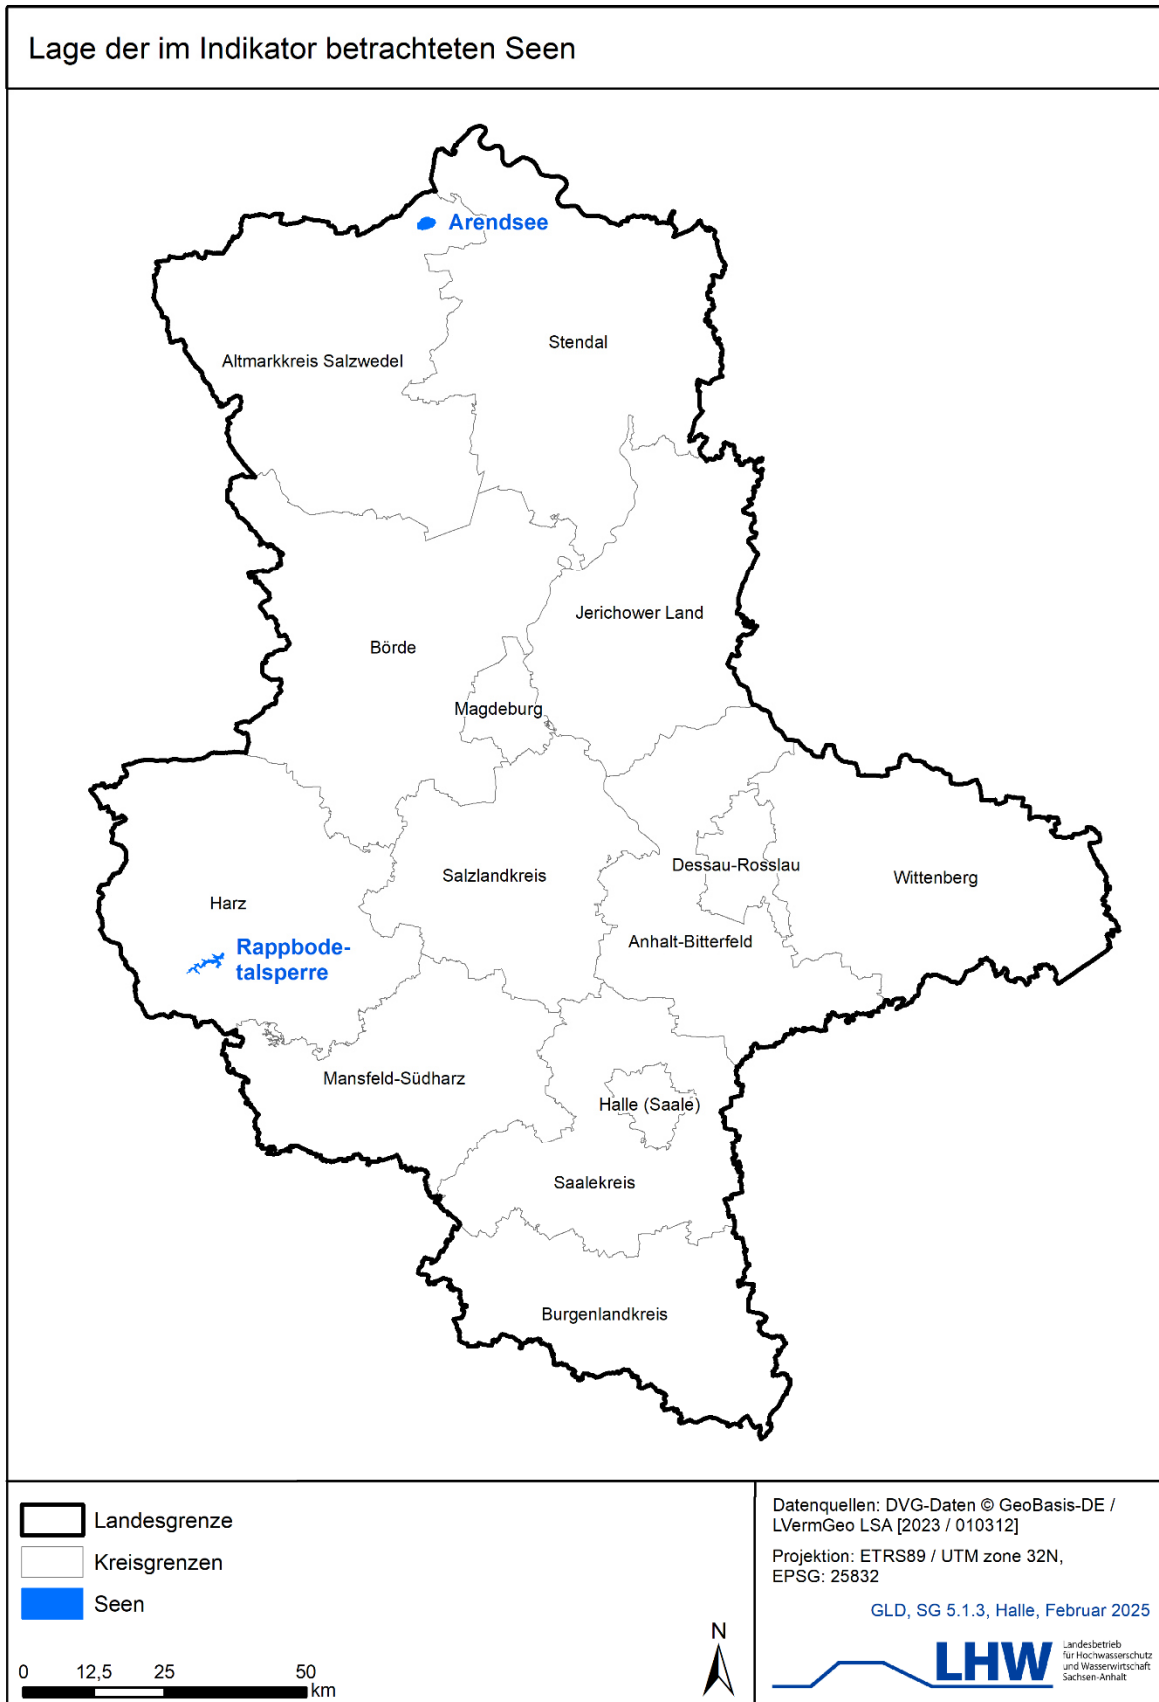 Lage der im Indikator betrachteten Seen
Arendsee
Stendal
Altmarkkreis Salzwedel
Jerichower Land
Börde
Magdeburg
Dessau-Rosslau
Salzlandkreis
Wittenberg
Harz
Anhalt-Bitterfeld
Rappbode-
talsperre
Mansfeld-Südharz
Halle (Saale)
Saalekreis
Burgenlandkreis
Landesgrenze
Kreisgrenzen
Seen
0 12,5 25 50
km
N
Datenquellen: DVG-Daten © GeoBasis-DE /
LVermGeo LSA [2023 / 010312]
Projektion: ETRS89 / UTM zone 32N,
EPSG: 25832
GLD, SG 5.1.3, Halle, Februar 2025
LHW
Landesbetrieb
für Hochwasserschutz
und Wasserwirtschaft
Sachsen-Anhalt